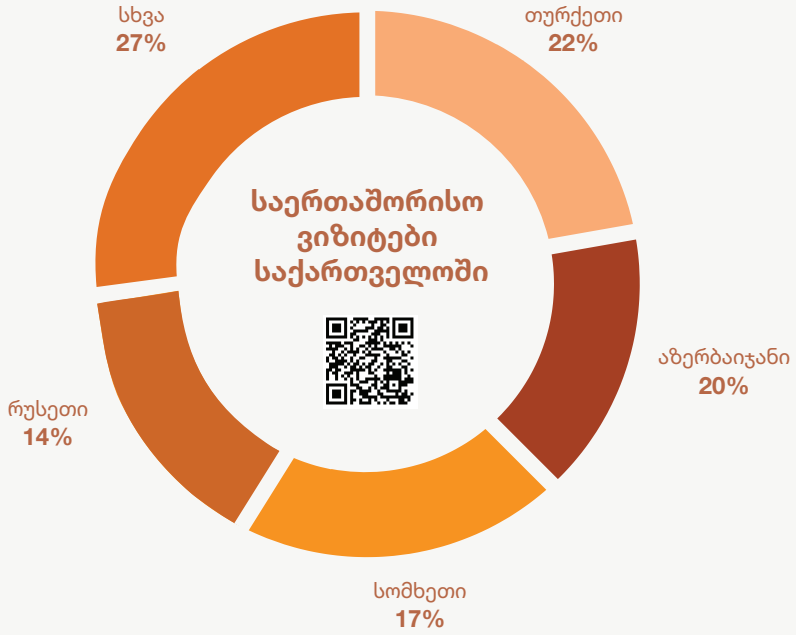 სხვა
27%
თურქეთი
22%
საერთაშორისო
ვიზიტები
საქართველოში
აზერბაიჯანი
20%
რუსეთი
14%
სომხეთი
17%